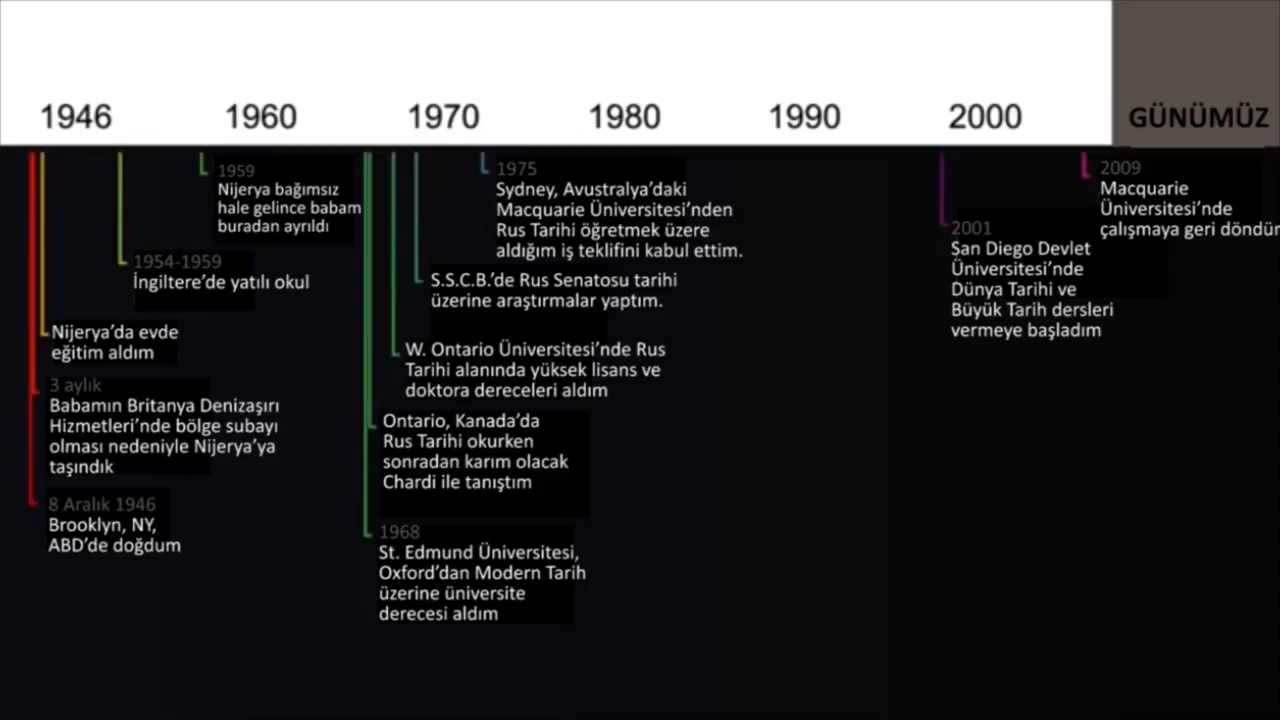 1946
1960
1970
1980
1990
2000
GÜNÜMÜZ
1959
Nijerya bağımsız
hale gelince babam
buradan ayrıldı
1954-1959
İngiltere'de yatılı okul
Nijerya'da evde
eğitim aldım
3 aylık
Babamın Britanya Denizaşırı
Hizmetleri'nde bölge subayı
olması nedeniyle Nijerya'ya
taşındık
8 Aralık 1946
Brooklyn, NY,
ABD'de doğdum
1975
Sydney, Avustralya'daki
Macquarie Üniversitesi'nden
Rus Tarihi öğretmek üzere
aldığım iş teklifini kabul ettim.
S.S.C.B.'de Rus Senatosu tarihi
üzerine araştırmalar yaptım.
W. Ontario Üniversitesi'nde Rus
Tarihi alanında yüksek lisans ve
doktora dereceleri aldım
Ontario, Kanada'da
Rus Tarihi okurken
sonradan karım olacak
Chardi ile tanıştım
1968
St. Edmund Üniversitesi,
Oxford'dan Modern Tarih
üzerine üniversite
derecesi aldım
2001
San Diego Devlet
Üniversitesi'nde
Dünya Tarihi ve
Büyük Tarih dersleri
vermeye başladım
2009
Macquarie
Üniversitesi'nde
çalışmaya geri döndür